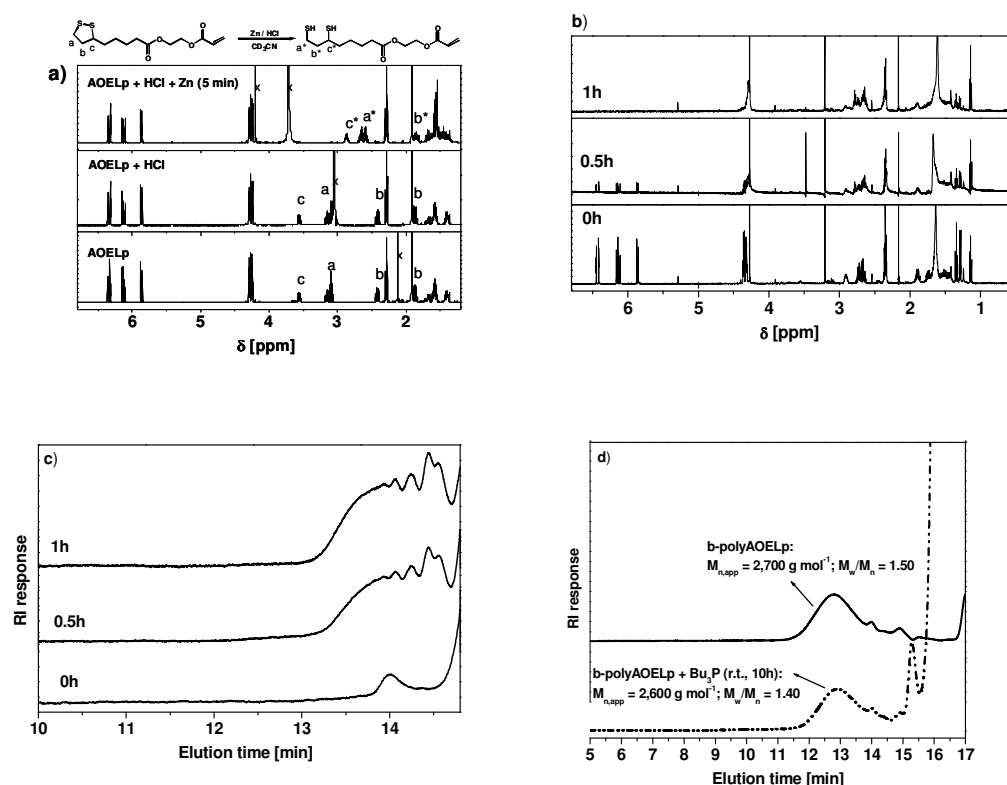 S-S
a
b
c
O
O
O
O
Zn / HCl
CD₃CN
SH
SH
a*
b*
c*
O
O
O
O
a)
AOELp + HCl + Zn (5 min)
x
x
c*
a*
b*
AOELp + HCl
c
a
x
b
b
AOELp
c
a
b
x
b
6
5
4
3
2
δ [ppm]
b)
1h
0.5h
0h
6
5
4
3
2
1
δ [ppm]
c)
RI response
1h
0.5h
0h
10
11
12
13
14
Elution time [min]
d)
RI response
b-polyAOELp:
Mn,app = 2,700 g mol⁻¹; Mw/Mn = 1.50
b-polyAOELp + Bu₃P (r.t., 10h):
Mn,app = 2,600 g mol⁻¹; Mw/Mn = 1.40
5 6 7 8 9 10 11 12 13 14 15 16 17
Elution time [min]